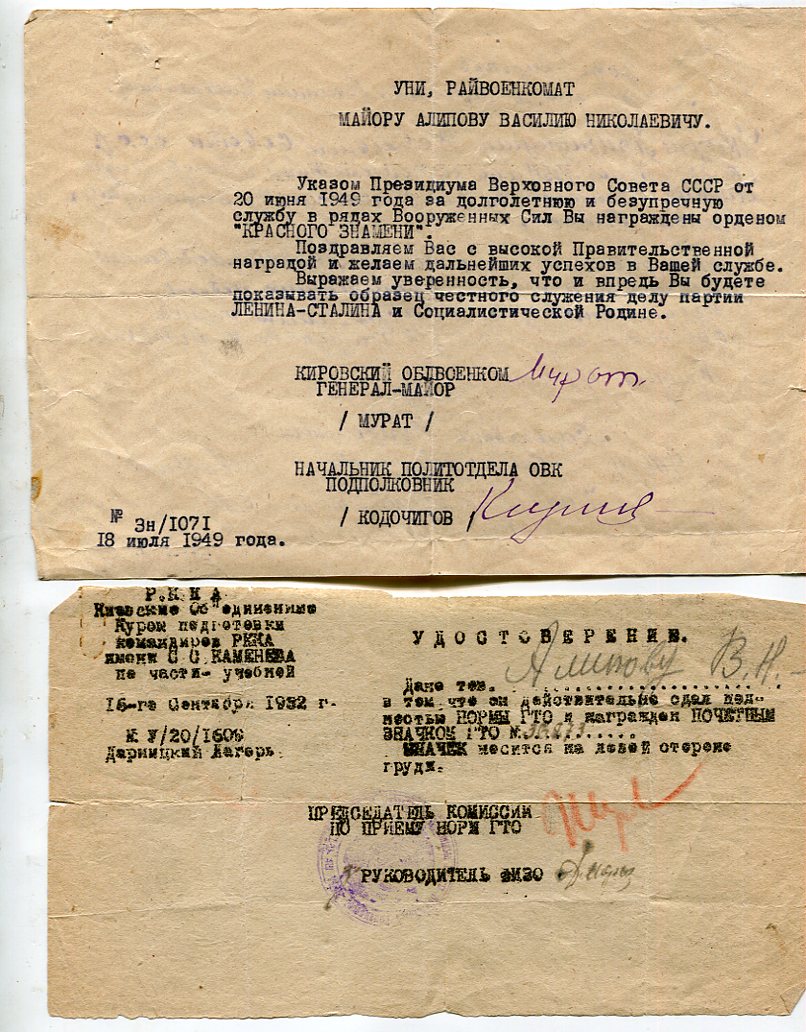 УНИ, РАЙВОЕНКОМАТ
МАЙОРУ АЛИПОВУ ВАСИЛИЮ НИКОЛАЕВИЧУ.
Указом Президиума Верховного Совета СССР от
20 июня 1949 года за долголетнюю и безупречную
службу в рядах Вооруженных Сил Вы награждены орденом
"КРАСНОГО ЗНАМЕНИ".
Поздравляем Вас с высокой Правительственной
наградой и желаем дальнейших успехов в Вашей службе.
Выражаем уверенность, что и впредь Вы будете
показывать образец честного служения делу партии
ЛЕНИНА-СТАЛИНА и Социалистической Родине.
КИРОВСКИЙ ОБЛВОЕНКОМ
ГЕНЕРАЛ-МАЙОР
/ МУРАТ /
НАЧАЛЬНИК ПОЛИТОТДЕЛА ОВК
ПОДПОЛКОВНИК
/ КОДОЧИГОВ /
№ 3н/1071
18 июля 1949 года.
Р.К.К.А.
Киевские Об"единенные
Курсы подготовки
командиров РККА
имени С.С.КАМЕНЕВА
по части учебной
16-го Сентября 1932 г.
К У/20/1609
Дарницкий Лагерь.
УДОСТОВЕРЕНИЕ.
Дано тов. Алипову В.Н.
в том, что он действительно сдал пол-
ностью НОРМЫ ГТО и награжден ПОЧЕТНЫМ
ЗНАЧКОМ ГТО №
ЗНАЧЕК носится на левой стороне
груди.
ПРЕДСЕДАТЕЛЬ КОМИССИИ
ПО ПРИЕМУ НОРМ ГТО
РУКОВОДИТЕЛЬ ФИЗО